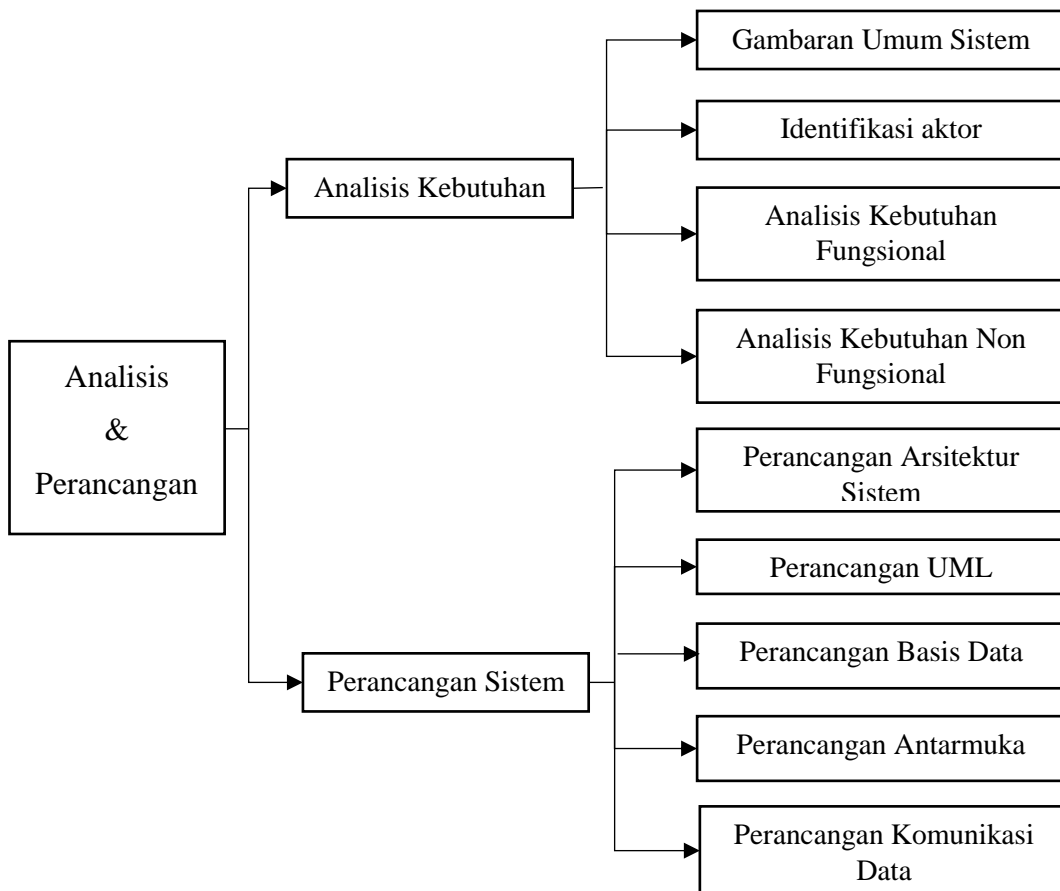 Analisis
&
Perancangan
Analisis Kebutuhan
Gambaran Umum Sistem
Identifikasi aktor
Analisis Kebutuhan
Fungsional
Analisis Kebutuhan Non
Fungsional
Perancangan Sistem
Perancangan Arsitektur
Sistem
Perancangan UML
Perancangan Basis Data
Perancangan Antarmuka
Perancangan Komunikasi
Data